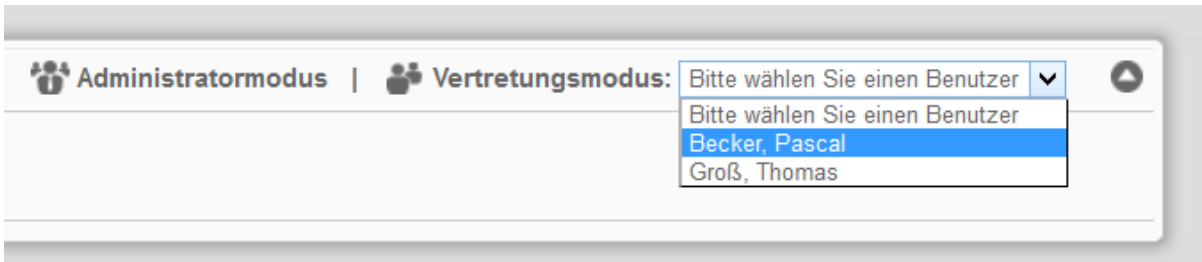 Administratormodus | Vertretungsmodus: Bitte wählen Sie einen Benutzer
Bitte wählen Sie einen Benutzer
Becker, Pascal
Groß, Thomas